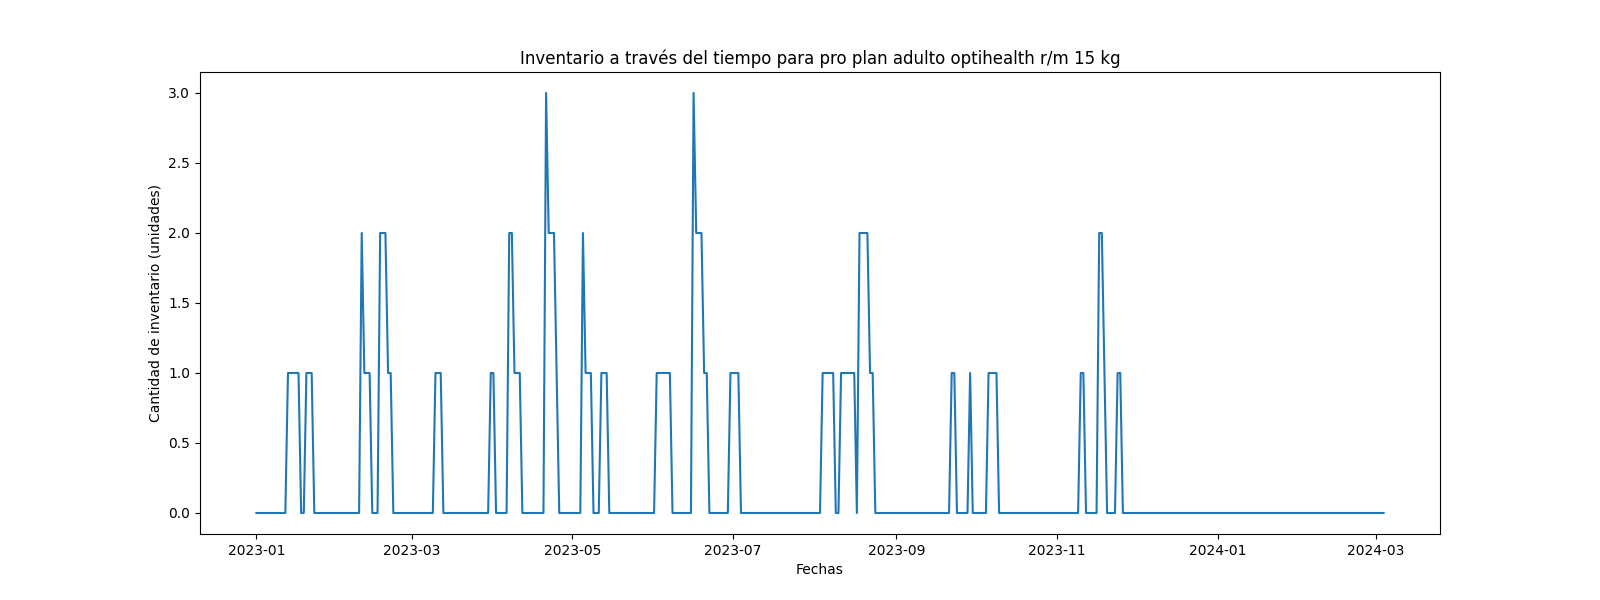 Inventario a través del tiempo para pro plan adulto optihealth r/m 15 kg
Cantidad de inventario (unidades)
3.0
2.5
2.0
1.5
1.0
0.5
0.0
2023-01 2023-03 2023-05 2023-07 2023-09 2023-11 2024-01 2024-03
Fechas